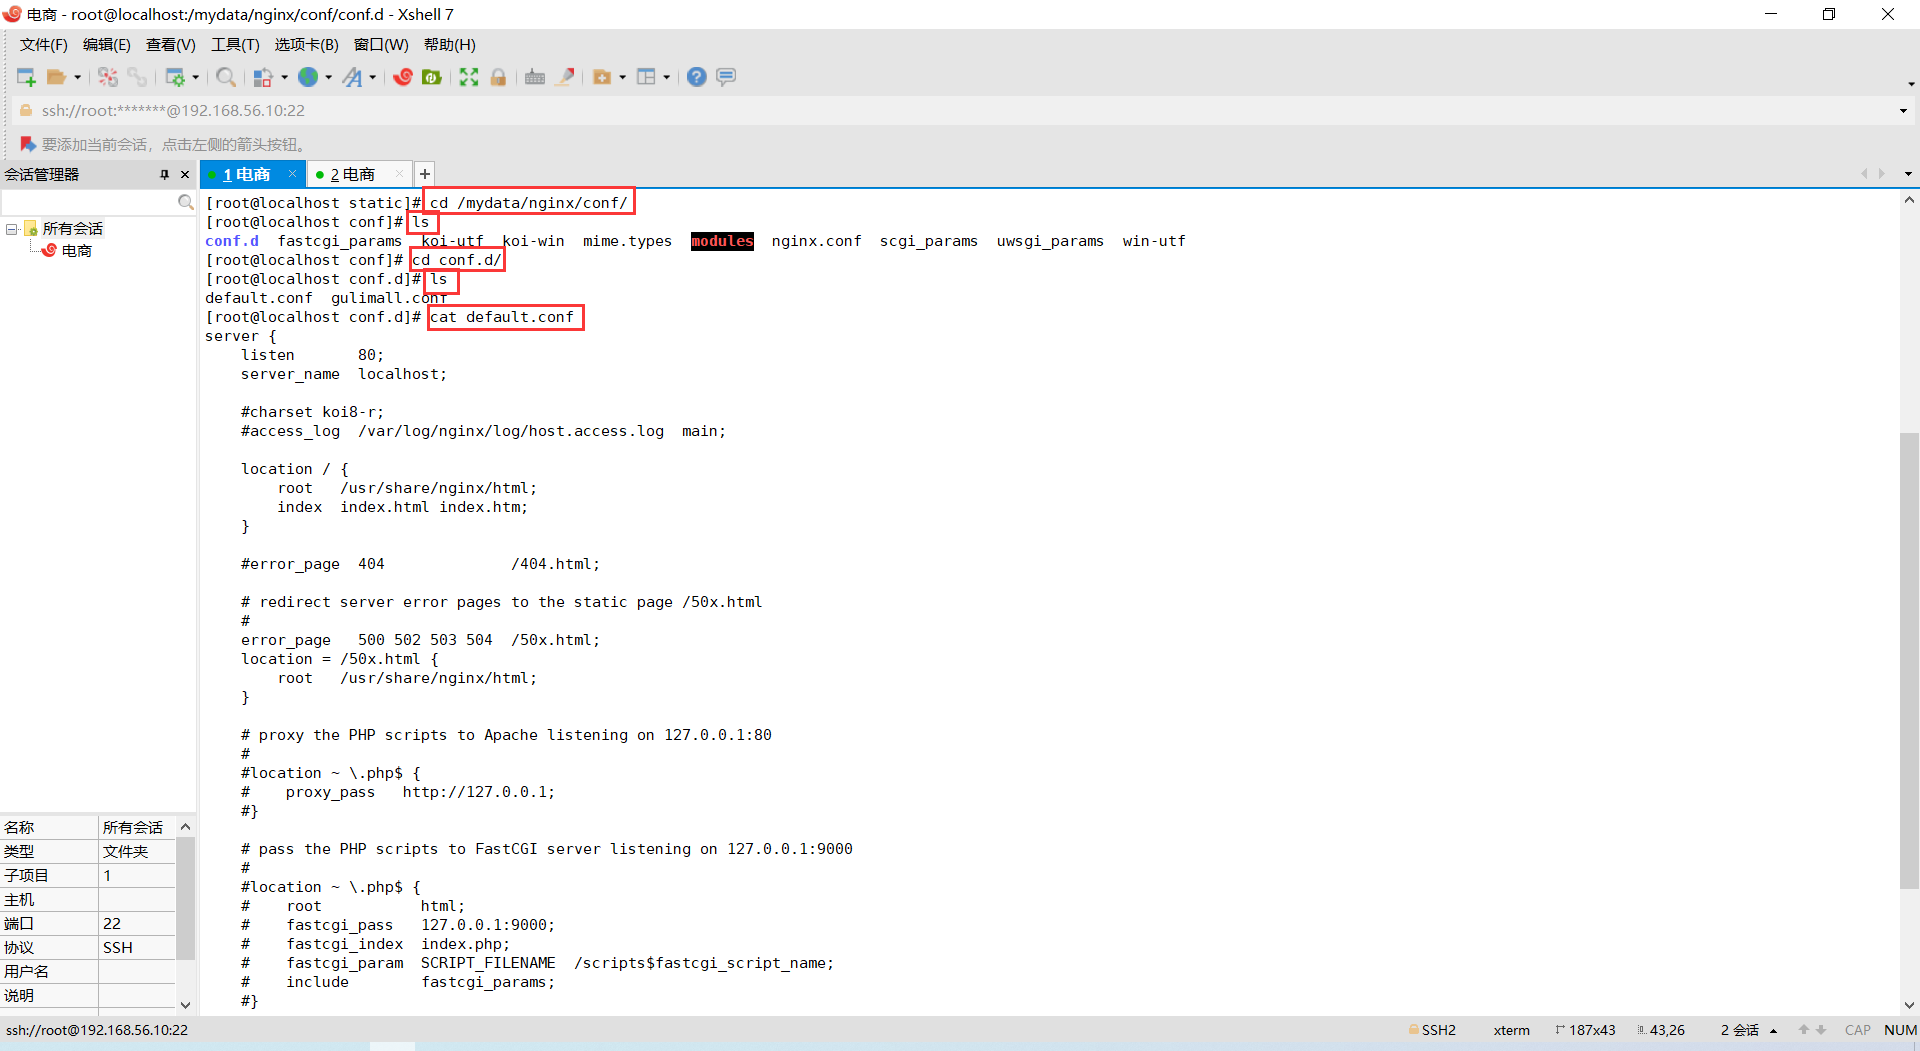 电商 - root@localhost:/mydata/nginx/conf/conf.d - Xshell 7
文件(F) 编辑(E) 查看(V) 工具(T) 选项卡(B) 窗口(W) 帮助(H)
ssh://root:*******@192.168.56.10:22
要添加当前会话，点击左侧的箭头按钮。
会话管理器
1 电商 2 电商
所有会话
电商
[root@localhost static]# cd /mydata/nginx/conf/
[root@localhost conf]# ls
conf.d  fastcgi_params  koi-utf  koi-win  mime.types  modules  nginx.conf  scgi_params  uwsgi_params  win-utf
[root@localhost conf]# cd conf.d/
[root@localhost conf.d]# ls
default.conf  gulimall.conf
[root@localhost conf.d]# cat default.conf
server {
    listen       80;
    server_name  localhost;
    #charset koi8-r;
    #access_log  /var/log/nginx/log/host.access.log  main;
    location / {
        root   /usr/share/nginx/html;
        index  index.html index.htm;
    }
    #error_page  404              /404.html;
    # redirect server error pages to the static page /50x.html
    #
    error_page   500 502 503 504  /50x.html;
    location = /50x.html {
        root   /usr/share/nginx/html;
    }
    # proxy the PHP scripts to Apache listening on 127.0.0.1:80
    #
    #location ~ \.php$ {
    #    proxy_pass   http://127.0.0.1;
    #}
    # pass the PHP scripts to FastCGI server listening on 127.0.0.1:9000
    #
    #location ~ \.php$ {
    #    root           html;
    #    fastcgi_pass   127.0.0.1:9000;
    #    fastcgi_index  index.php;
    #    fastcgi_param  SCRIPT_FILENAME  /scripts$fastcgi_script_name;
    #    include        fastcgi_params;
    #}
名称 所有会话
类型 文件夹
子项目 1
主机
端口 22
协议 SSH
用户名
说明
ssh://root@192.168.56.10:22 SSH2 xterm 187x43 43,26 2 会话 CAP NUM